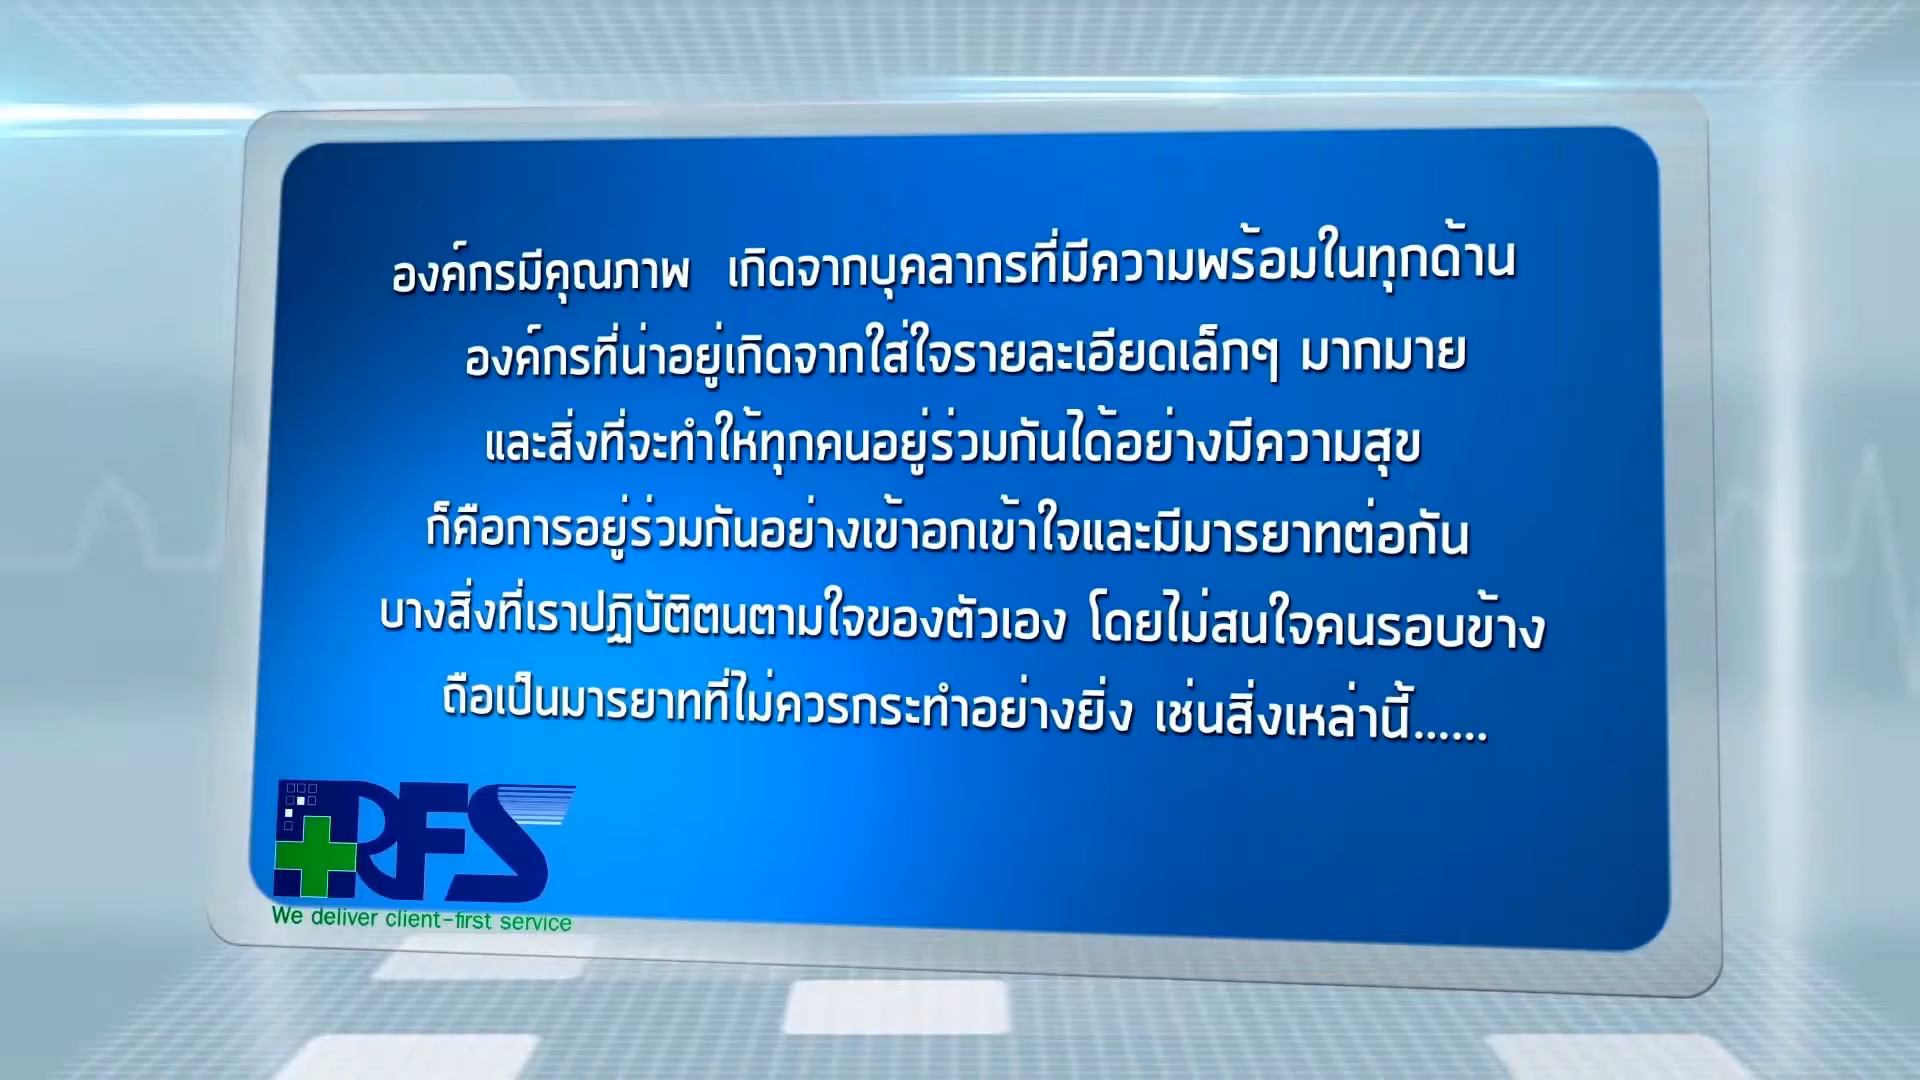 องค์กรมีคุณภาพ เกิดจากบุคลากรที่มีความพร้อมในทุกด้าน
องค์กรที่น่าอยู่เกิดจากใส่ใจรายละเอียดเล็กๆ มากมาย
และสิ่งที่จะทำให้ทุกคนอยู่ร่วมกันได้อย่างมีความสุข
ก็คือการอยู่ร่วมกันอย่างเข้าอกเข้าใจและมีมารยาทต่อกัน
บางสิ่งที่เราปฏิบัติตนตามใจของตัวเอง โดยไม่สนใจคนรอบข้าง
ถือเป็นมารยาทที่ไม่ควรกระทำอย่างยิ่ง เช่นสิ่งเหล่านี้......
RFS
We deliver client-first service